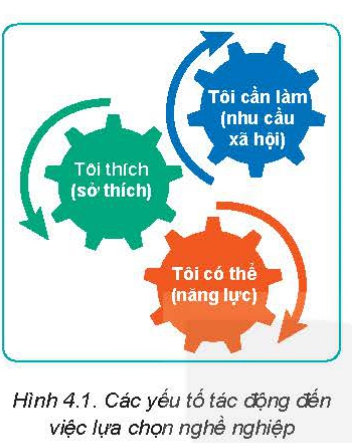 Tôi cần làm
(nhu cầu
xã hội)
Tôi thích
(sở thích)
Tôi có thể
(năng lực)
Hình 4.1. Các yếu tố tác động đến
việc lựa chọn nghề nghiệp